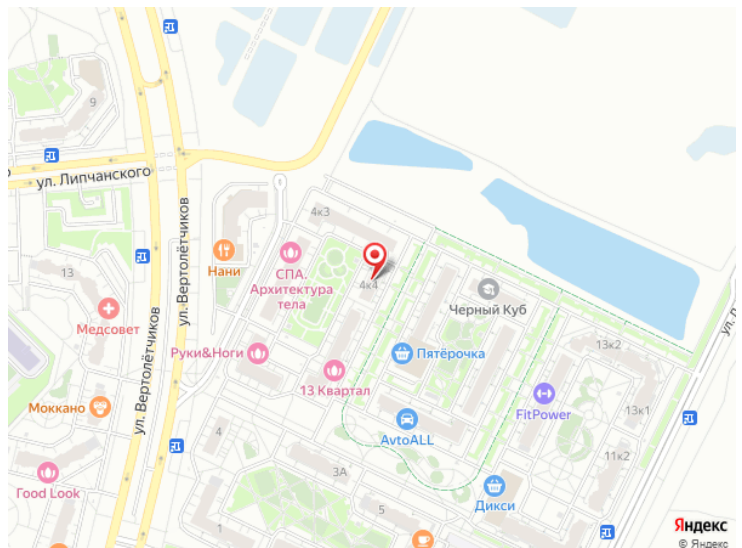 9
ул. Липчанского
ул. Вертолётчиков
4к3
Нани
СПА.
Архитектура
тела
13
4к4
Черный Куб
Медсовет
ул. Вертолётчиков
Руки&Ноги
Пятёрочка
13к2
13 Квартал
Моккано
FitPower
13к1
4
AvtoALL
11к2
3А
Food Look
Дикси
5
1
Яндекс
© Яндекс